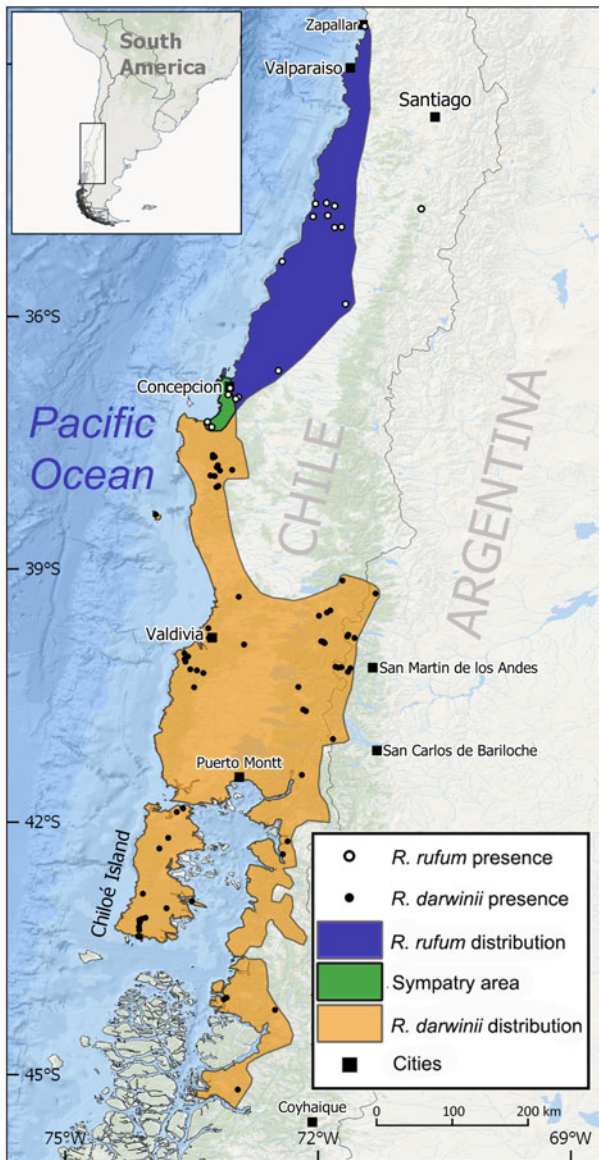 South
America
Zapallar
Valparaiso
Santiago
36°S
Concepcion
Pacific
Ocean
CHILE
ARGENTINA
39°S
Valdivia
San Martin de los Andes
San Carlos de Bariloche
Puerto Montt
42°S
Chiloé Island
R. rufum presence
R. darwinii presence
R. rufum distribution
Sympatry area
R. darwinii distribution
Cities
45°S
Coyhaique
0 100 200 km
75°W 72°W 69°W